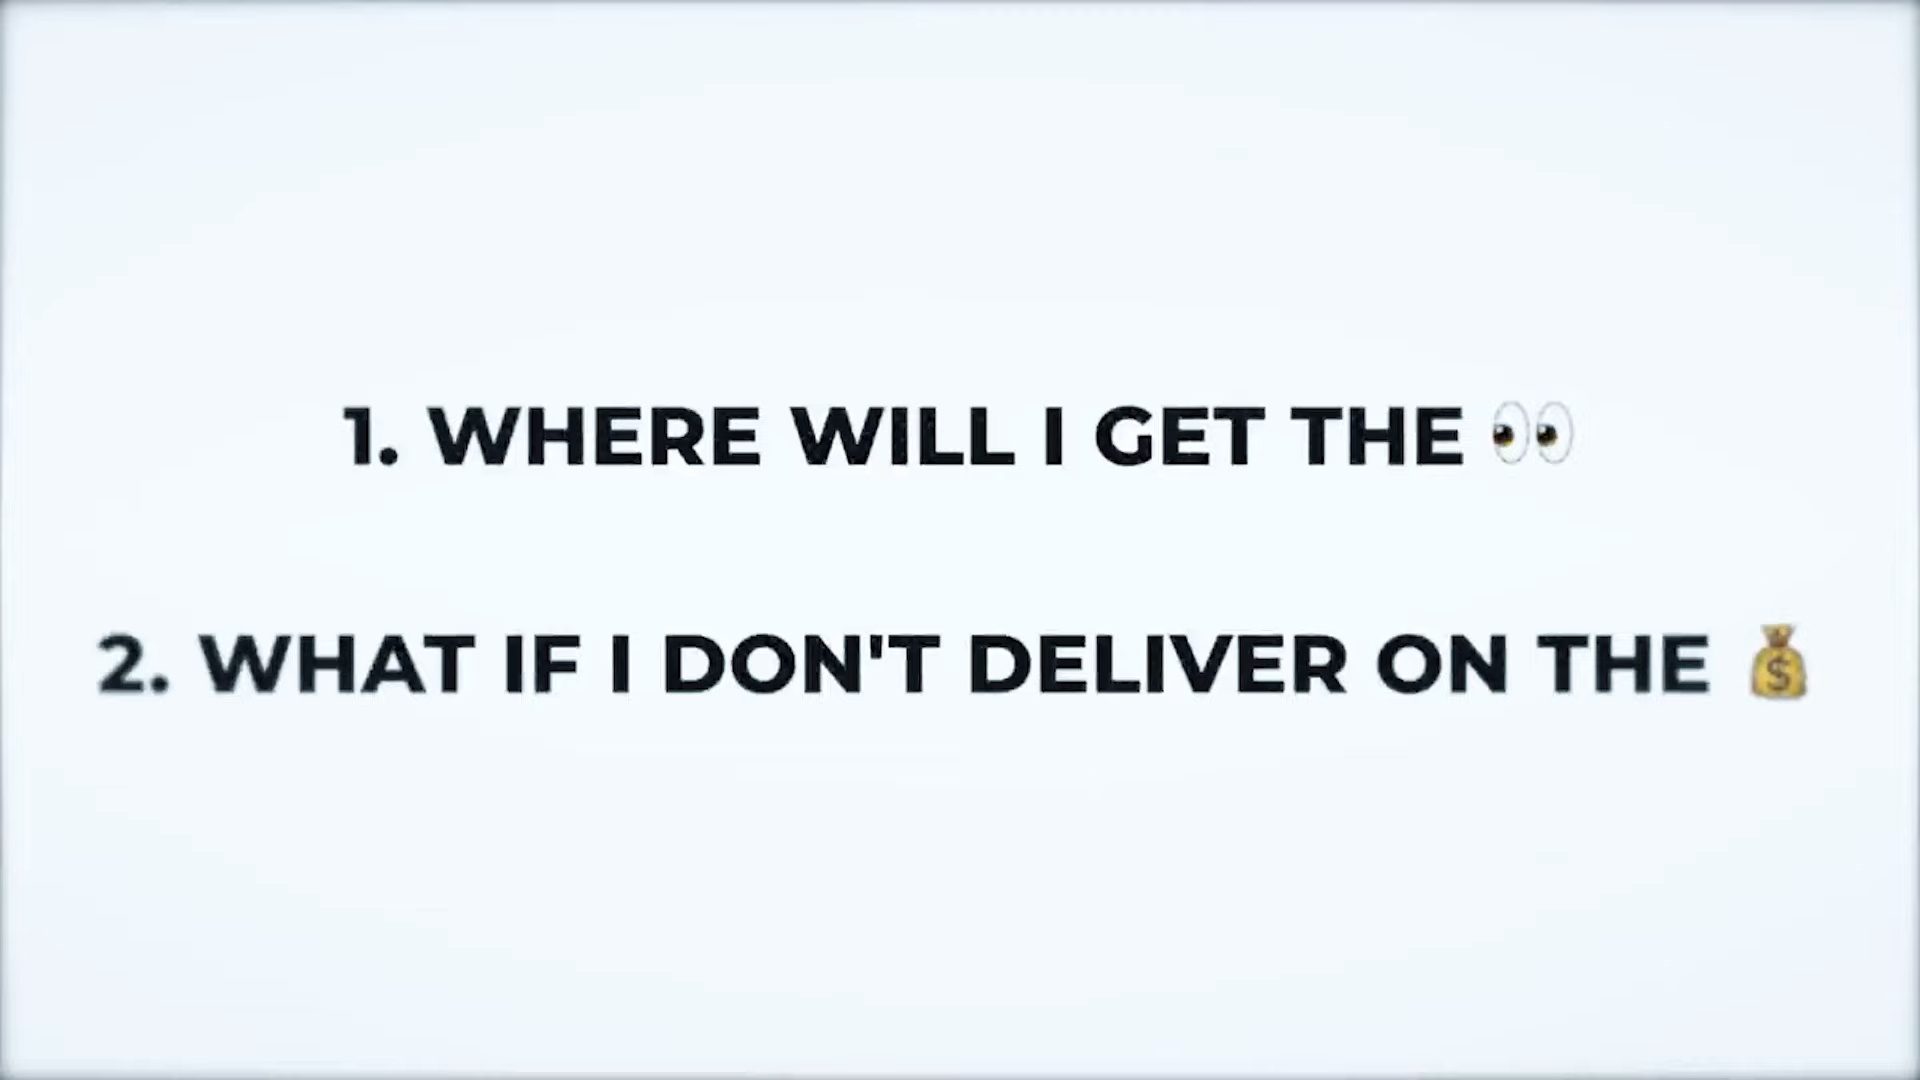 1. WHERE WILL I GET THE 👀
2. WHAT IF I DON'T DELIVER ON THE 💰